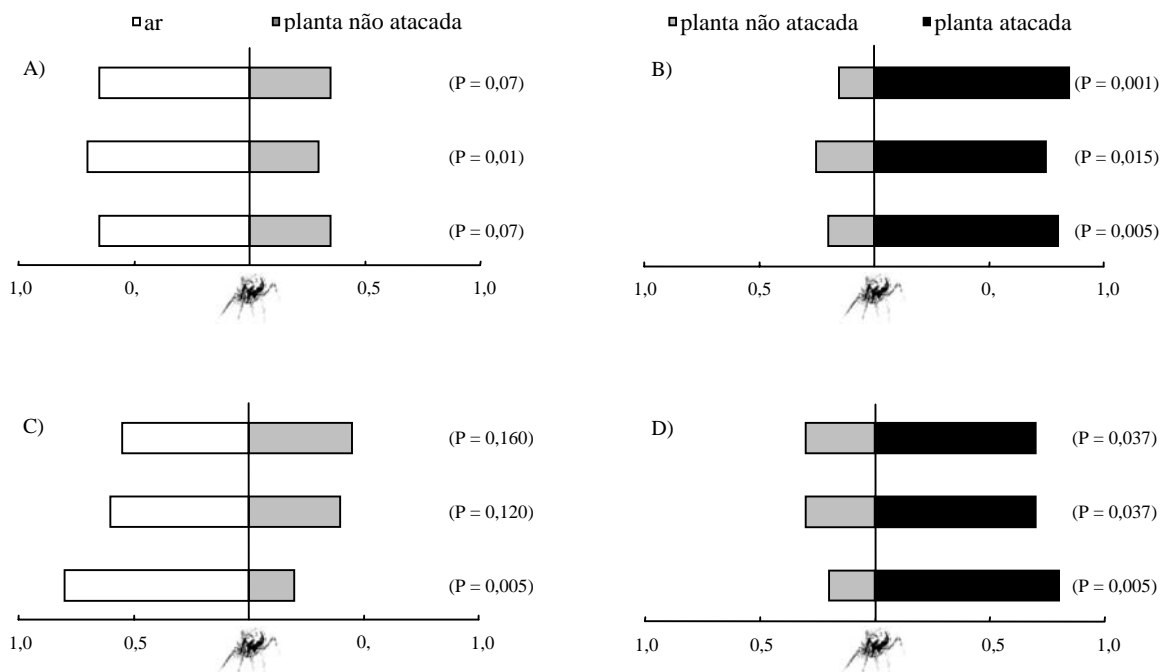 ar planta não atacada
planta não atacada planta atacada
A)
(P = 0,07)
(P = 0,01)
(P = 0,07)
1,0 0, 0,5 1,0
B)
(P = 0,001)
(P = 0,015)
(P = 0,005)
1,0 0,5 0, 1,0
C)
(P = 0,160)
(P = 0,120)
(P = 0,005)
1,0 0,5 0, 1,0
D)
(P = 0,037)
(P = 0,037)
(P = 0,005)
1,0 0,5 0,5 1,0